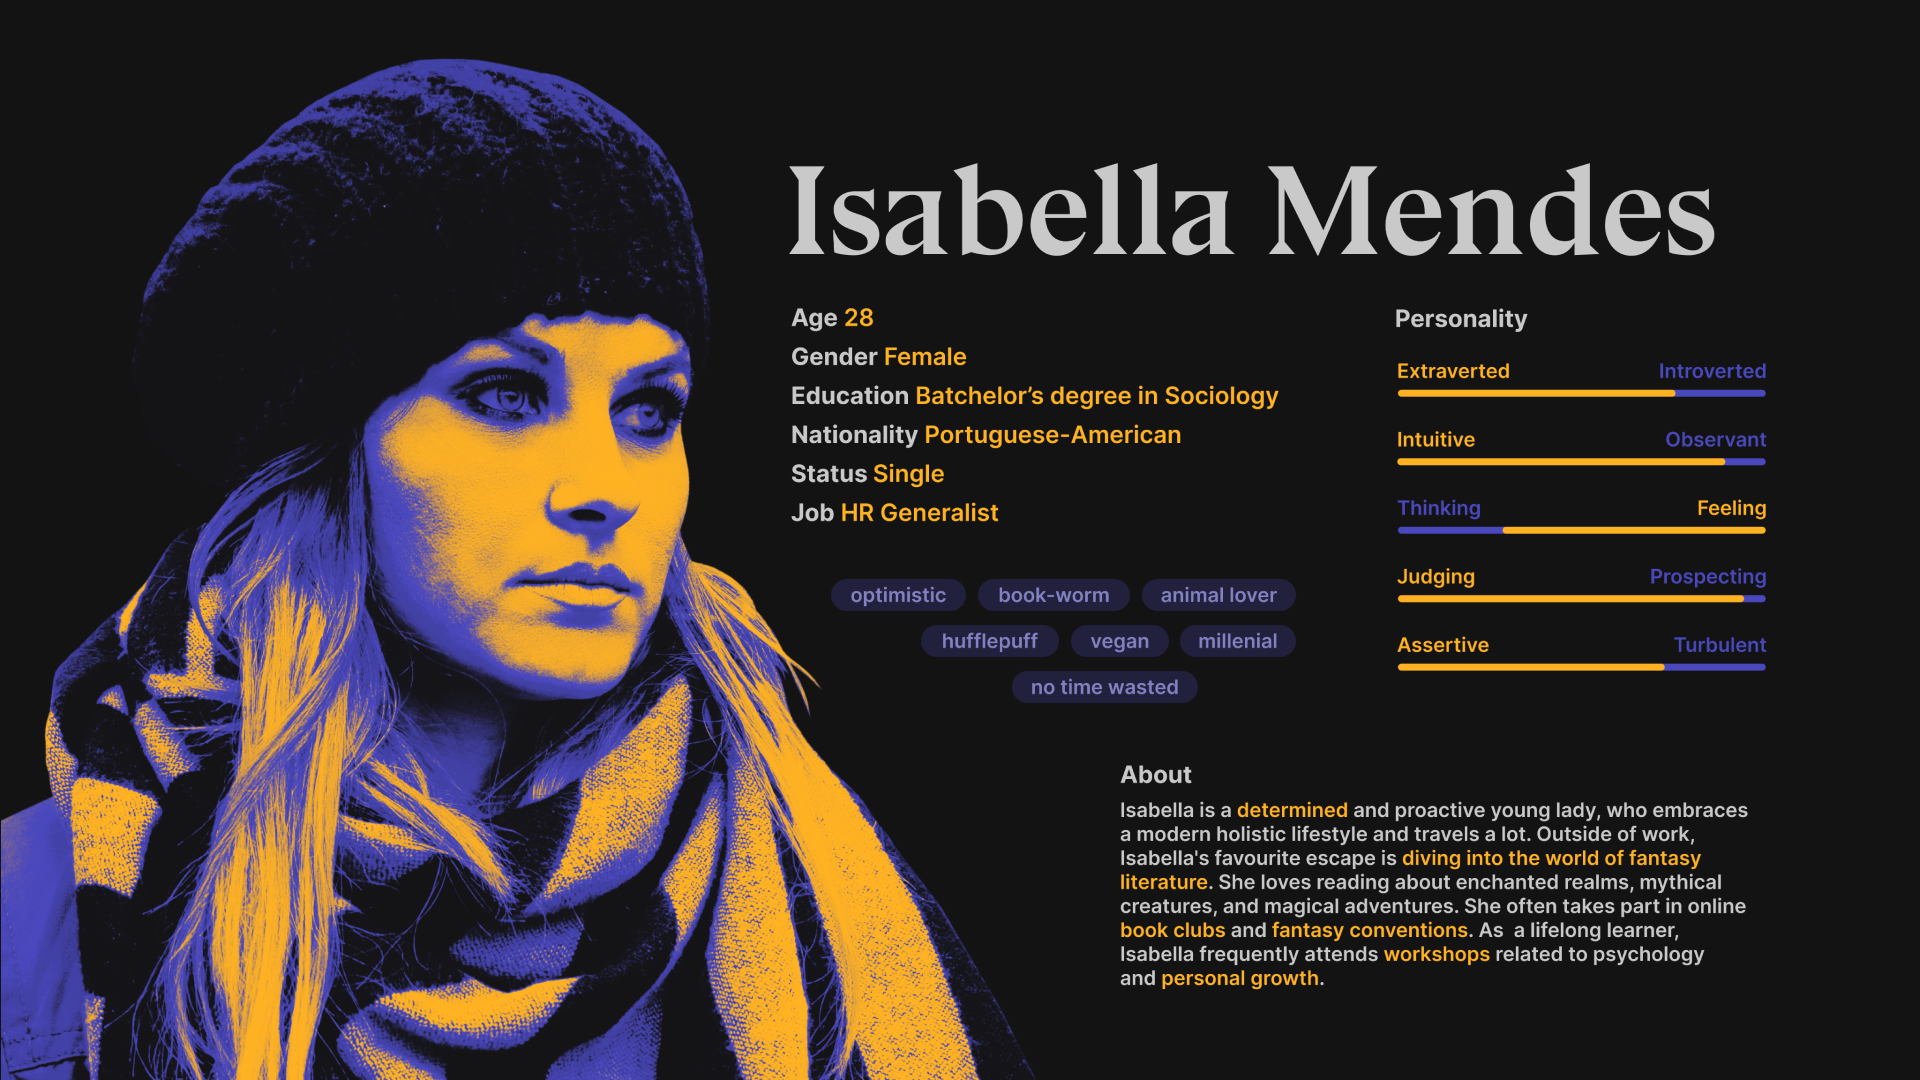 Isabella Mendes
Age 28
Gender Female
Education Batchelor’s degree in Sociology
Nationality Portuguese-American
Status Single
Job HR Generalist
optimistic book-worm animal lover
hufflepuff vegan millenial
no time wasted
Personality
Extraverted Introverted
Intuitive Observant
Thinking Feeling
Judging Prospecting
Assertive Turbulent
About
Isabella is a determined and proactive young lady, who embraces
a modern holistic lifestyle and travels a lot. Outside of work,
Isabella's favourite escape is diving into the world of fantasy
literature. She loves reading about enchanted realms, mythical
creatures, and magical adventures. She often takes part in online
book clubs and fantasy conventions. As  a lifelong learner,
Isabella frequently attends workshops related to psychology
and personal growth.